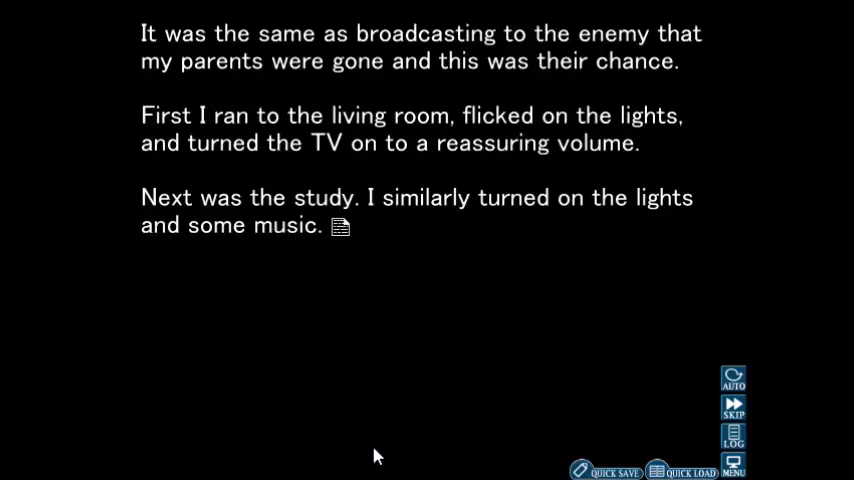 It was the same as broadcasting to the enemy that
my parents were gone and this was their chance.
First I ran to the living room, flicked on the lights,
and turned the TV on to a reassuring volume.
Next was the study. I similarly turned on the lights
and some music.
AUTO
SKIP
LOG
MENU
QUICK SAVE
QUICK LOAD